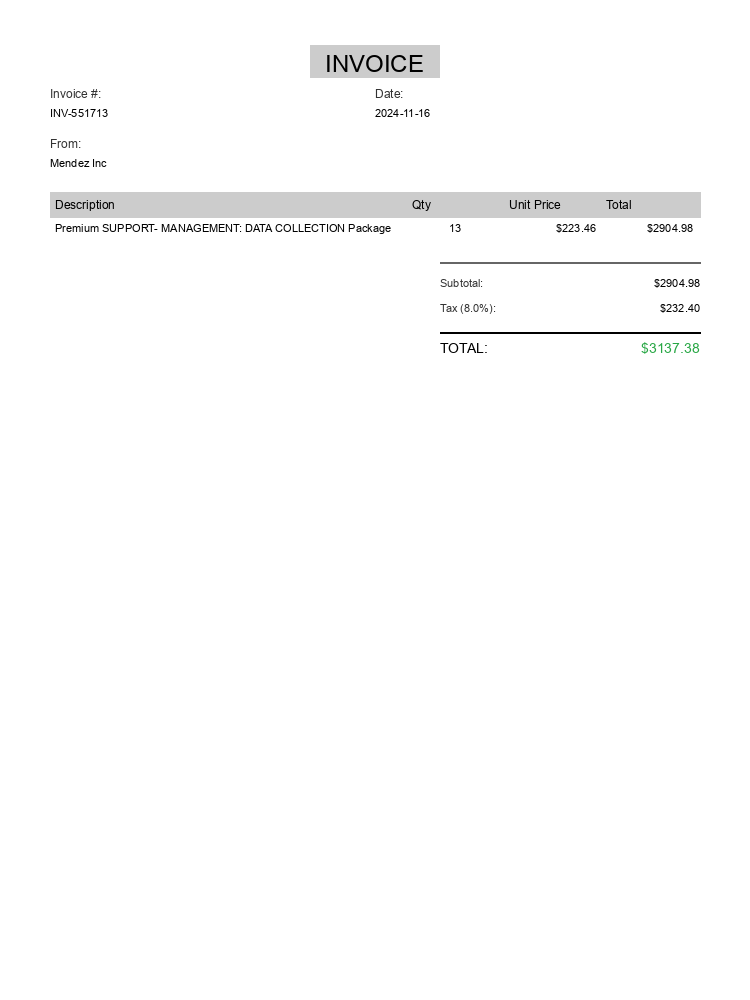 INVOICE
Invoice #: Date:
INV-551713 2024-11-16
From:
Mendez Inc
Description Qty Unit Price Total
Premium SUPPORT- MANAGEMENT: DATA COLLECTION Package 13 $223.46 $2904.98
Subtotal: $2904.98
Tax (8.0%): $232.40
TOTAL: $3137.38